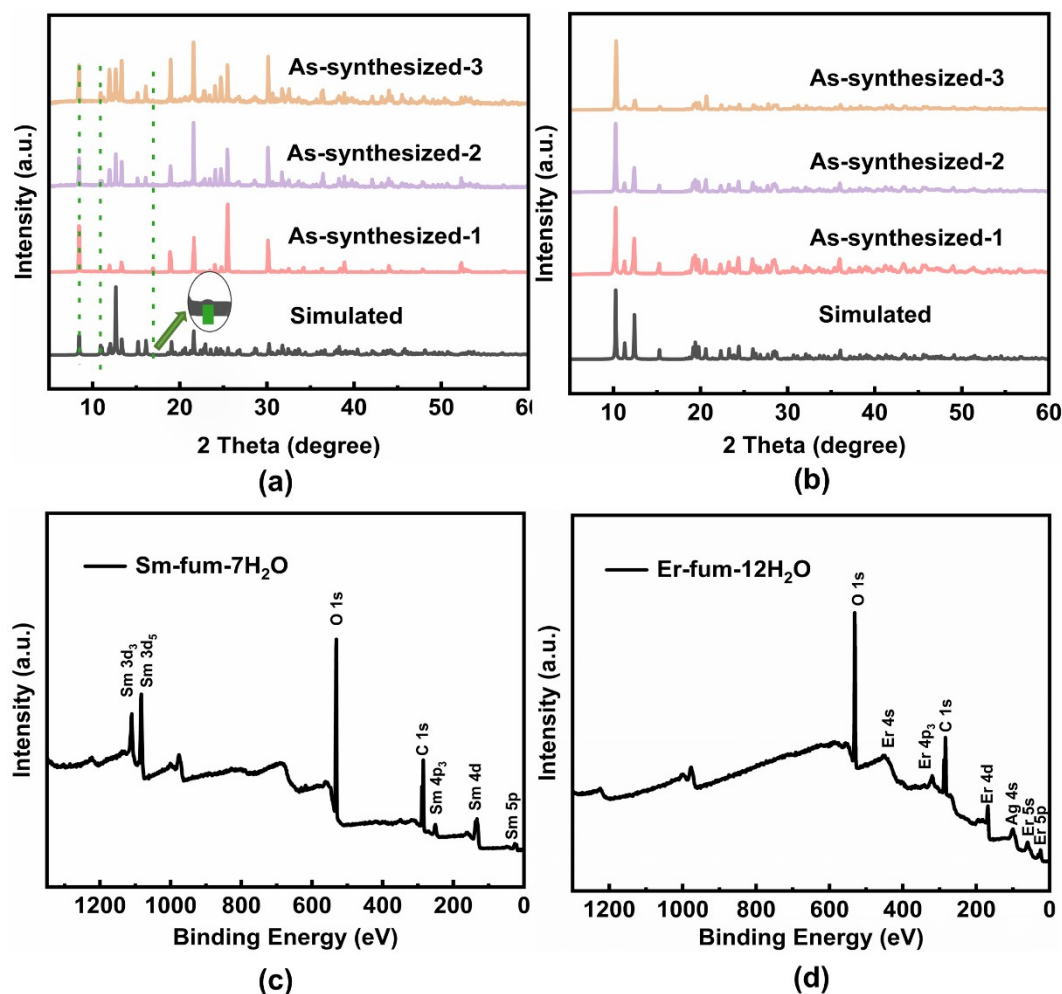 Intensity (a.u.)
As-synthesized-3
As-synthesized-2
As-synthesized-1
Simulated
10 20 30 40 50 60
2 Theta (degree)
(a)
Intensity (a.u.)
As-synthesized-3
As-synthesized-2
As-synthesized-1
Simulated
10 20 30 40 50 60
2 Theta (degree)
(b)
Intensity (a.u.)
Sm-fum-7H₂O
Sm 3d₃
Sm 3d₅
O 1s
C 1s
Sm 4p₃
Sm 4d
Sm 5p
1200 1000 800 600 400 200 0
Binding Energy (eV)
(c)
Intensity (a.u.)
Er-fum-12H₂O
O 1s
Er 4s
Er 4p₃
C 1s
Er 4d
Ag 4s
Er 5s
Er 5p
1200 1000 800 600 400 200 0
Binding Energy (eV)
(d)